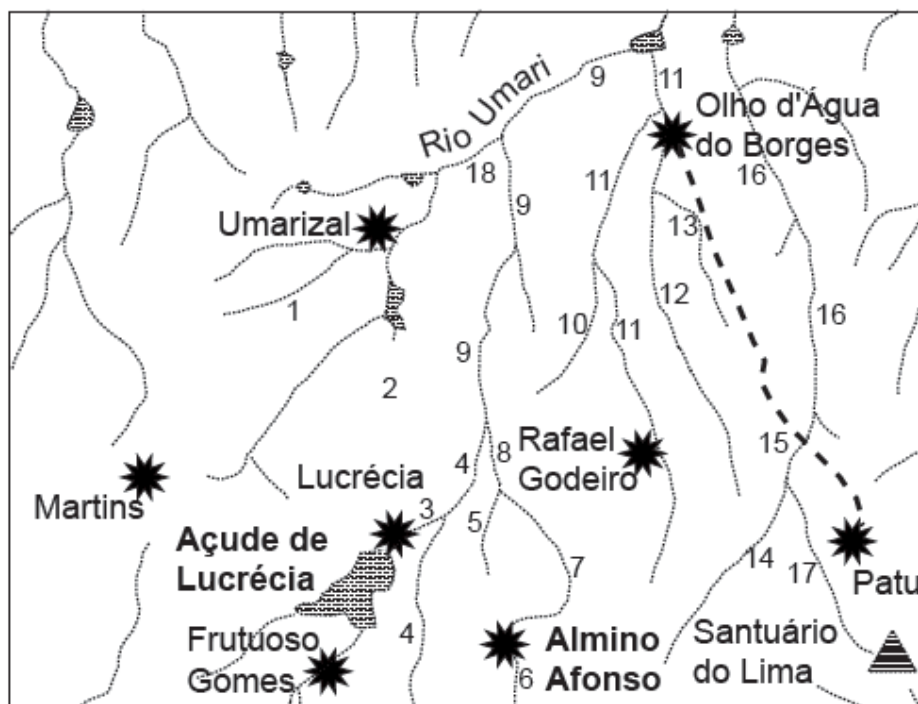 9
11
Rio Umari
Olho d'Água
do Borges
18
11
16
9
Umarizal
13
1
12
16
10
11
9
2
Rafael
Godeiro
15
8
4
Lucrécia
Martins
3
5
Açude de
Lucrécia
7
14
17
Patu
Frutuoso
Gomes
4
Almino
Afonso
6
Santuário
do Lima